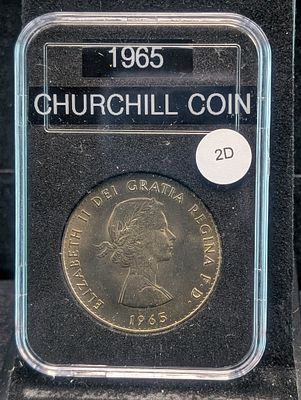 1965
CHURCHILL COIN
2D
ELIZABETH II DEI GRATIA REGINA F.D.
1965